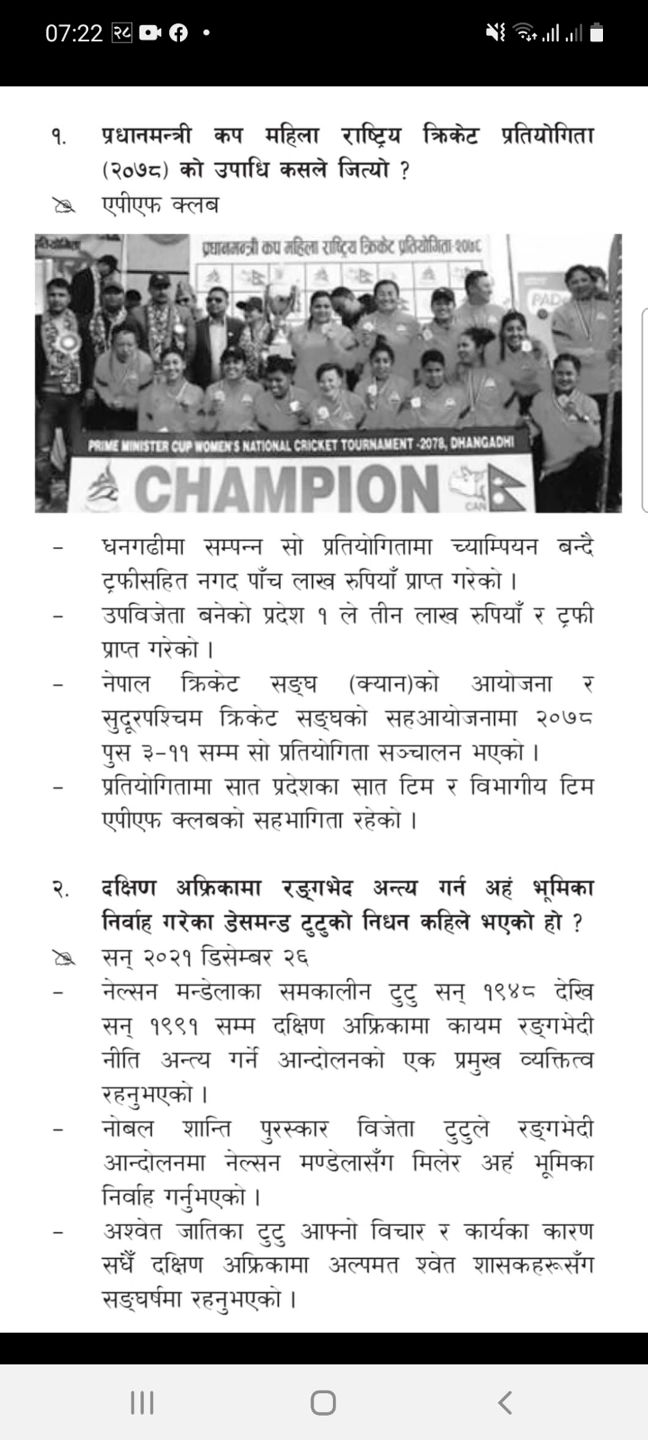 07:22 २८
१. प्रधानमन्त्री कप महिला राष्ट्रिय क्रिकेट प्रतियोगिता
(२०७८) को उपाधि कसले जित्यो ?
एपीएफ क्लब
प्रधानमन्त्री कप महिला राष्ट्रिय क्रिकेट प्रतियोगिता-२०७८
PRIME MINISTER CUP WOMEN'S NATIONAL CRICKET TOURNAMENT -2078, DHANGADHI
CHAMPION
CAN
– धनगढीमा सम्पन्न सो प्रतियोगितामा च्याम्पियन बन्दै
ट्रफीसहित नगद पाँच लाख रुपियाँ प्राप्त गरेको ।
– उपविजेता बनेको प्रदेश १ ले तीन लाख रुपियाँ र ट्रफी
प्राप्त गरेको ।
– नेपाल क्रिकेट सङ्घ (क्यान)को आयोजना र
सुदूरपश्चिम क्रिकेट सङ्घको सहआयोजनामा २०७८
पुस ३-११ सम्म सो प्रतियोगिता सञ्चालन भएको ।
– प्रतियोगितामा सात प्रदेशका सात टिम र विभागीय टिम
एपीएफ क्लबको सहभागिता रहेको ।
२. दक्षिण अफ्रिकामा रङ्गभेद अन्त्य गर्न अहं भूमिका
निर्वाह गरेका डेसमन्ड टुटुको निधन कहिले भएको हो ?
सन् २०२१ डिसेम्बर २६
– नेल्सन मन्डेलाका समकालीन टुटु सन् १९४८ देखि
सन् १९९१ सम्म दक्षिण अफ्रिकामा कायम रङ्गभेदी
नीति अन्त्य गर्ने आन्दोलनको एक प्रमुख व्यक्तित्व
रहनुभएको ।
– नोबल शान्ति पुरस्कार विजेता टुटुले रङ्गभेदी
आन्दोलनमा नेल्सन मण्डेलासँग मिलेर अहं भूमिका
निर्वाह गर्नुभएको ।
– अश्वेत जातिका टुटु आफ्नो विचार र कार्यका कारण
सधैँ दक्षिण अफ्रिकामा अल्पमत श्वेत शासकहरूसँग
सङ्घर्षमा रहनुभएको ।